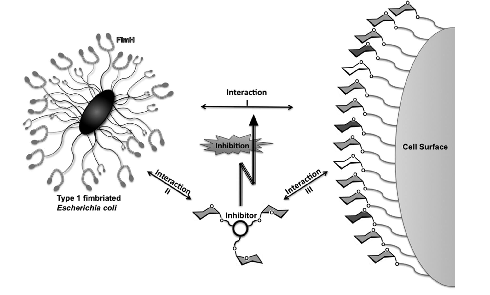 FimH
Interaction
I
Inhibition
Cell Surface
Interaction
II
Interaction
III
Type 1 fimbriated
Escherichia coli
Inhibitor